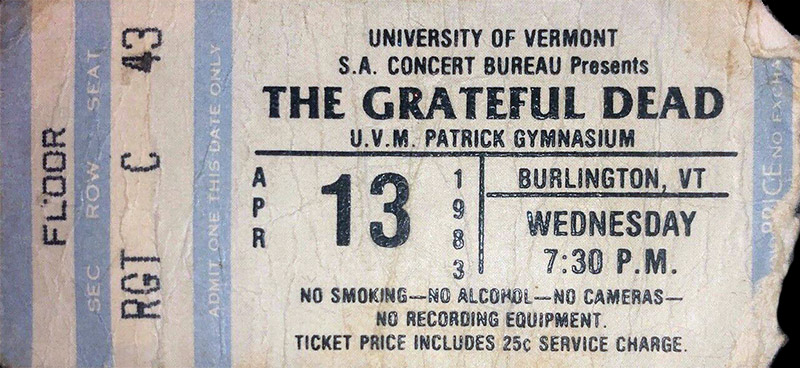 FLOOR
SEC ROW SEAT
RGT C 43
ADMIT ONE THIS DATE ONLY
UNIVERSITY OF VERMONT
S.A. CONCERT BUREAU Presents
THE GRATEFUL DEAD
U.V.M. PATRICK GYMNASIUM
APR 13 1983
BURLINGTON, VT
WEDNESDAY
7:30 P.M.
NO SMOKING—NO ALCOHOL—NO CAMERAS—
NO RECORDING EQUIPMENT.
TICKET PRICE INCLUDES 25¢ SERVICE CHARGE.
PRICE NO